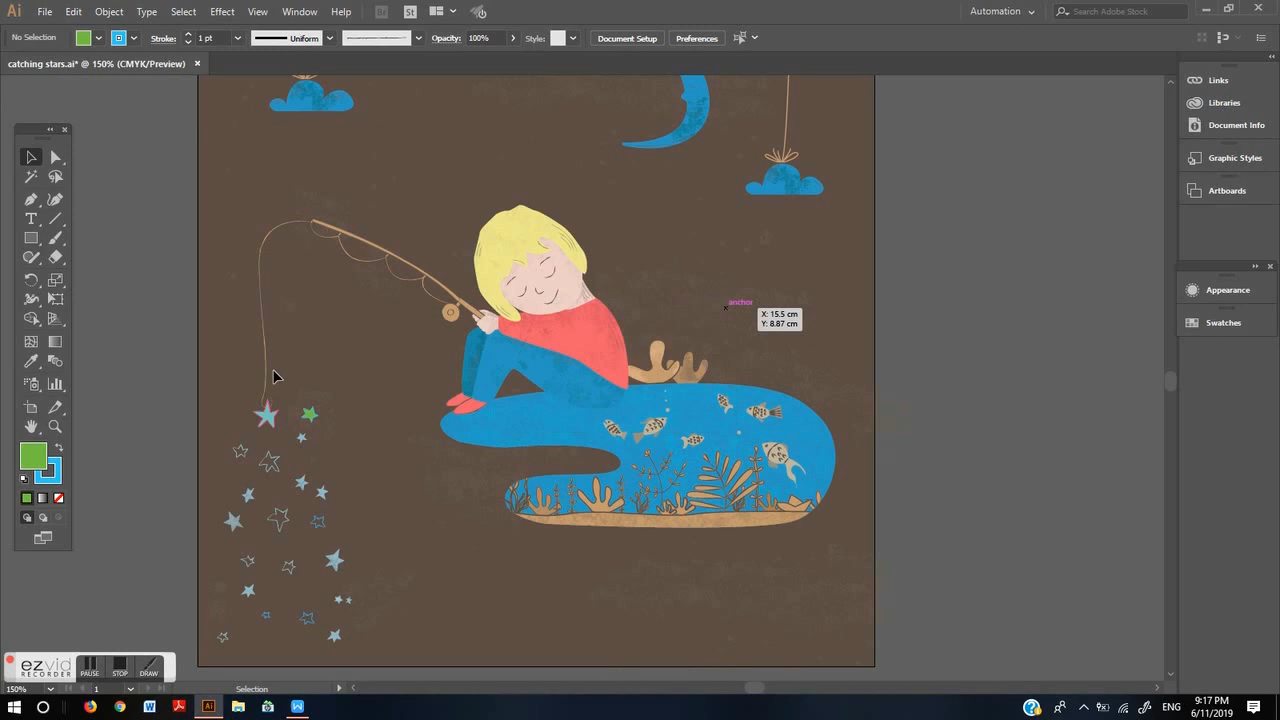 Ai File Edit Object Type Select Effect View Window Help Br St Automation Search Adobe Stock
No Selection Stroke: 1 pt Uniform Opacity: 100% Style: Document Setup Preferences
catching stars.ai* @ 150% (CMYK/Preview)
Links
Libraries
Document Info
Graphic Styles
Artboards
Appearance
Swatches
anchor
X: 15.5 cm
Y: 8.87 cm
ezvid
RECORDER
PAUSE STOP DRAW
150% 1 Selection
ENG 9:17 PM
6/11/2019